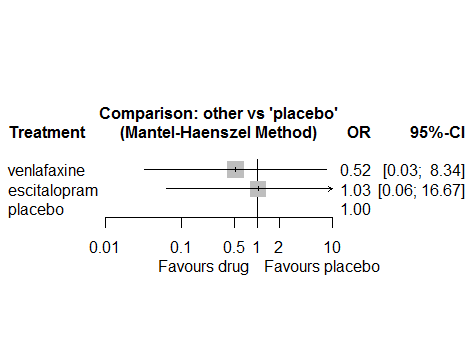 Comparison: other vs 'placebo'
Treatment (Mantel-Haenszel Method) OR 95%-CI
venlafaxine 0.52 [0.03; 8.34]
escitalopram 1.03 [0.06; 16.67]
placebo 1.00
0.01 0.1 0.5 1 2 10
Favours drug Favours placebo